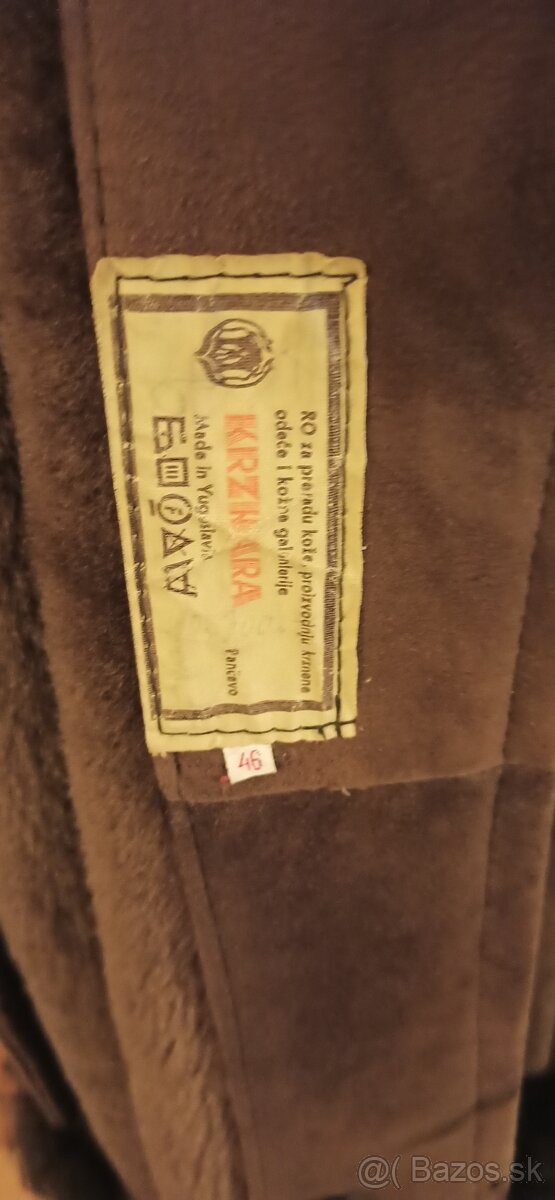 RO za preradu kože, proizvodnju krznene
odeće i kožne galanterije
KRZNARA
Pančevo
Made in Yugoslavia
46
@( Bazos.sk